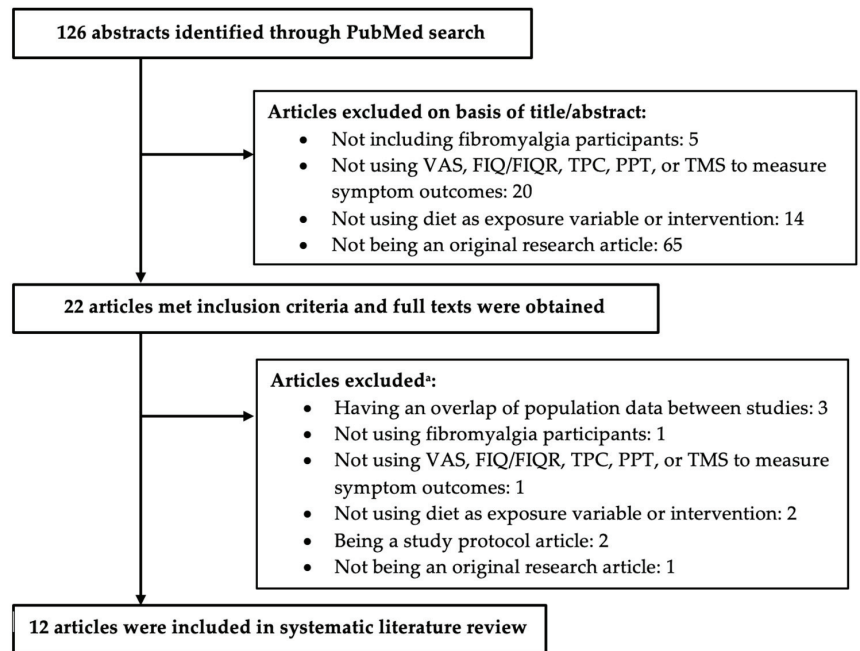 126 abstracts identified through PubMed search
Articles excluded on basis of title/abstract:
• Not including fibromyalgia participants: 5
• Not using VAS, FIQ/FIQR, TPC, PPT, or TMS to measure
symptom outcomes: 20
• Not using diet as exposure variable or intervention: 14
• Not being an original research article: 65
22 articles met inclusion criteria and full texts were obtained
Articles excludedᵃ:
• Having an overlap of population data between studies: 3
• Not using fibromyalgia participants: 1
• Not using VAS, FIQ/FIQR, TPC, PPT, or TMS to measure
symptom outcomes: 1
• Not using diet as exposure variable or intervention: 2
• Being a study protocol article: 2
• Not being an original research article: 1
12 articles were included in systematic literature review